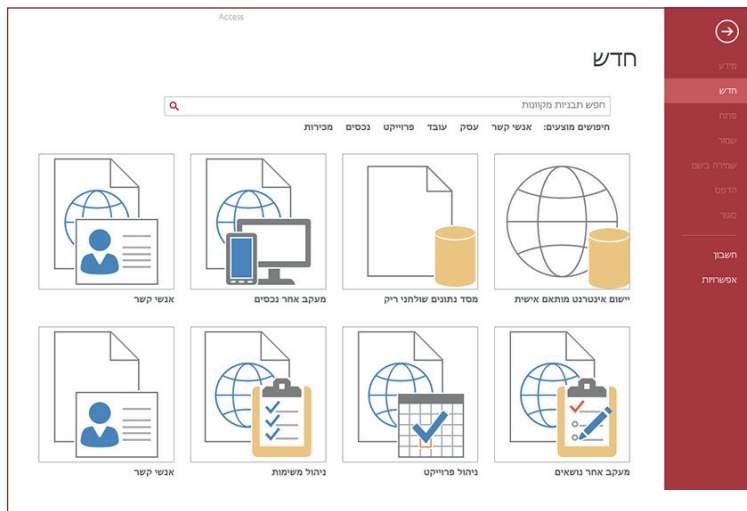 Access
חדש
חפש תבניות מקוונות
חיפושים מוצעים: אנשי קשר עסק עובד פרוייקט נכסים מכירות
יישום אינטרנט מותאם אישית
מסד נתונים שולחני ריק
מעקב אחר נכסים
אנשי קשר
מעקב אחר נושאים
ניהול פרוייקט
ניהול משימות
אנשי קשר
מידע
חדש
פתח
שמור
שמירה בשם
הדפס
סגור
חשבון
אפשרויות